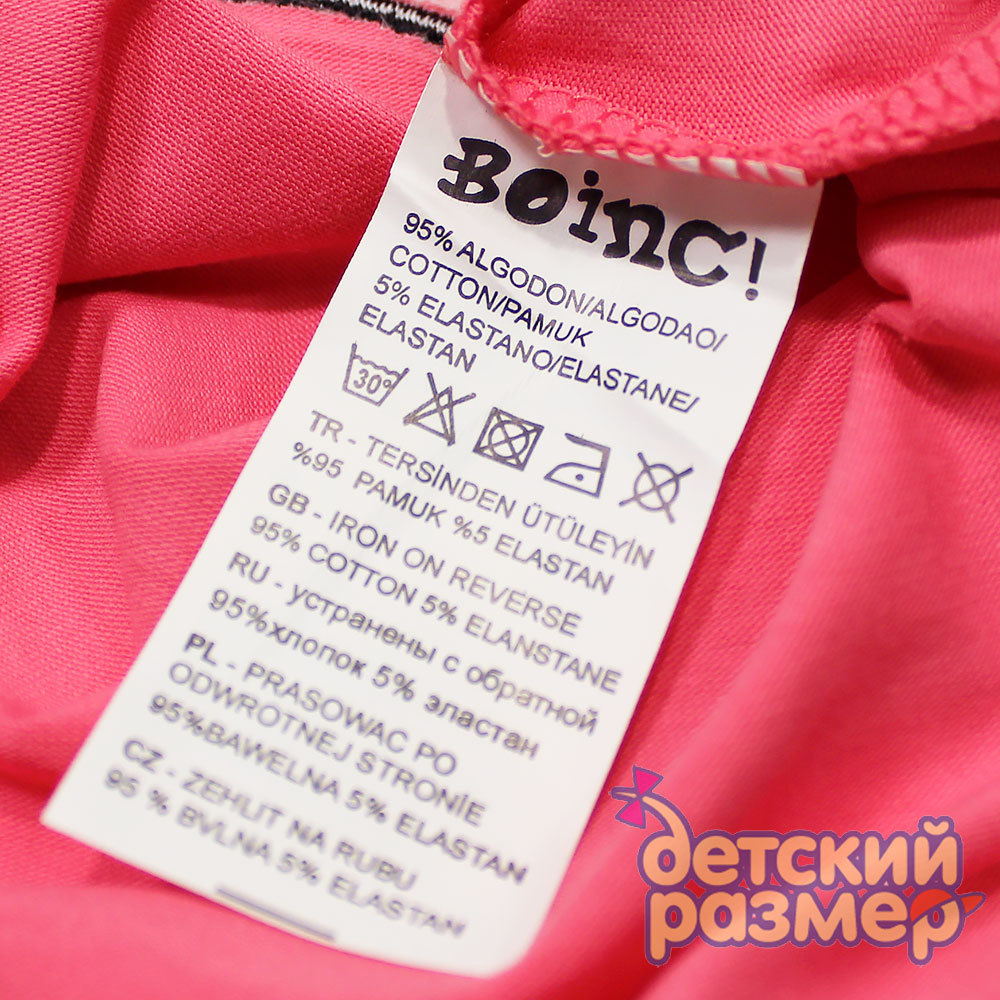 BOiNC!
95% ALGODON/ALGODAO/
COTTON/PAMUK
5% ELASTANO/ELASTANE/
ELASTAN
30°
TR - TERSİNDEN ÜTÜLEYİN
%95 PAMUK %5 ELASTAN
GB - IRON ON REVERSE
95% COTTON 5% ELANSTANE
RU - устранены с обратной
95%хлопок 5% эластан
PL - PRASOWAC PO
ODWROTNEJ STRONIE
95%BAWELNA 5% ELASTAN
CZ - ZEHLIT NA RUBU
95 % BVLNA 5% ELASTAN
детский
размер